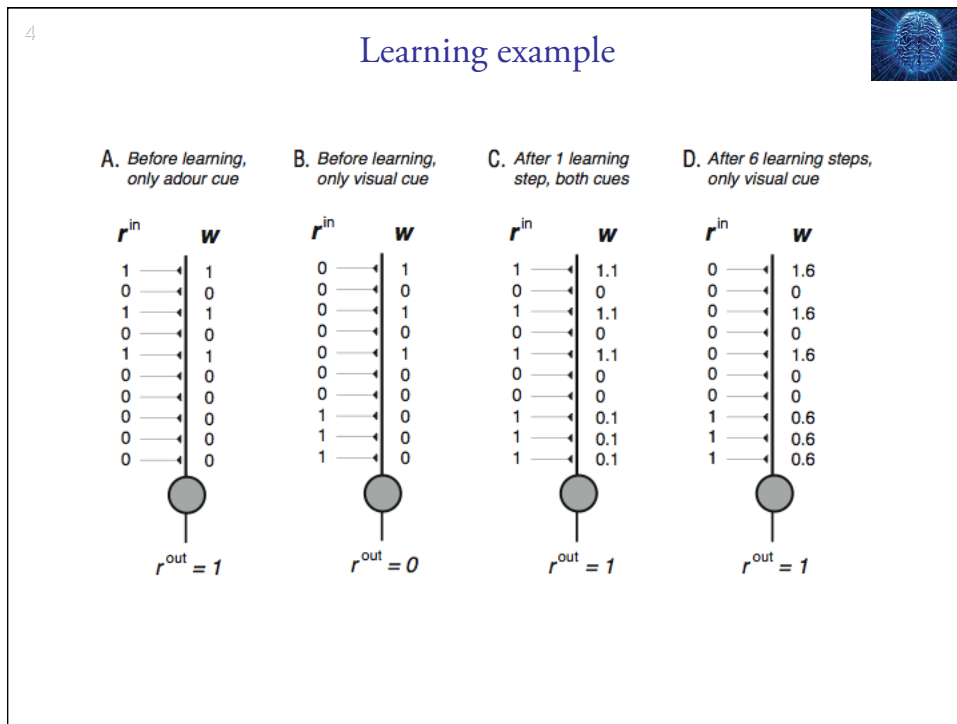 4
Learning example
A. Before learning,
only adour cue
r^in w
1 1
0 0
1 1
0 0
1 1
0 0
0 0
0 0
0 0
0 0
r^out = 1
B. Before learning,
only visual cue
r^in w
0 1
0 0
0 1
0 0
0 1
0 0
0 0
1 0
1 0
1 0
r^out = 0
C. After 1 learning
step, both cues
r^in w
1 1.1
0 0
1 1.1
0 0
1 1.1
0 0
0 0
1 0.1
1 0.1
1 0.1
r^out = 1
D. After 6 learning steps,
only visual cue
r^in w
0 1.6
0 0
0 1.6
0 0
0 1.6
0 0
0 0
1 0.6
1 0.6
1 0.6
r^out = 1